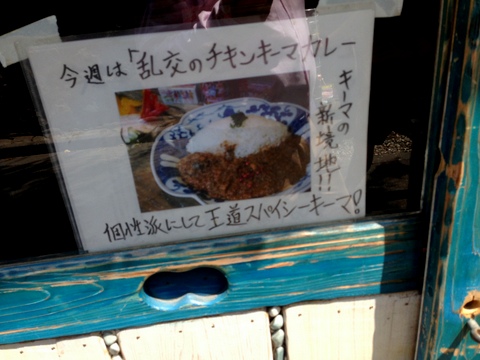 今週は「乱交のチキンキーマカレー
キーマの
新境地!!
個性派にして王道スパイシーキーマ!